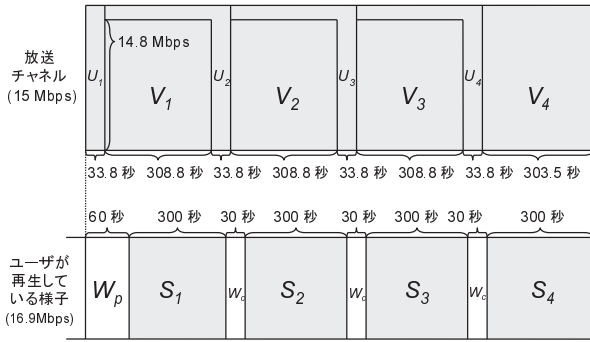 放送
チャネル
(15 Mbps)
14.8 Mbps
U1
V1
U2
V2
U3
V3
U4
V4
33.8 秒 308.8 秒 33.8 秒 308.8 秒 33.8 秒 308.8 秒 33.8 秒 303.5 秒
60 秒 300 秒 30 秒 300 秒 30 秒 300 秒 30 秒 300 秒
ユーザが
再生して
いる様子
(16.9Mbps)
Wp S1 Wc S2 Wc S3 Wc S4